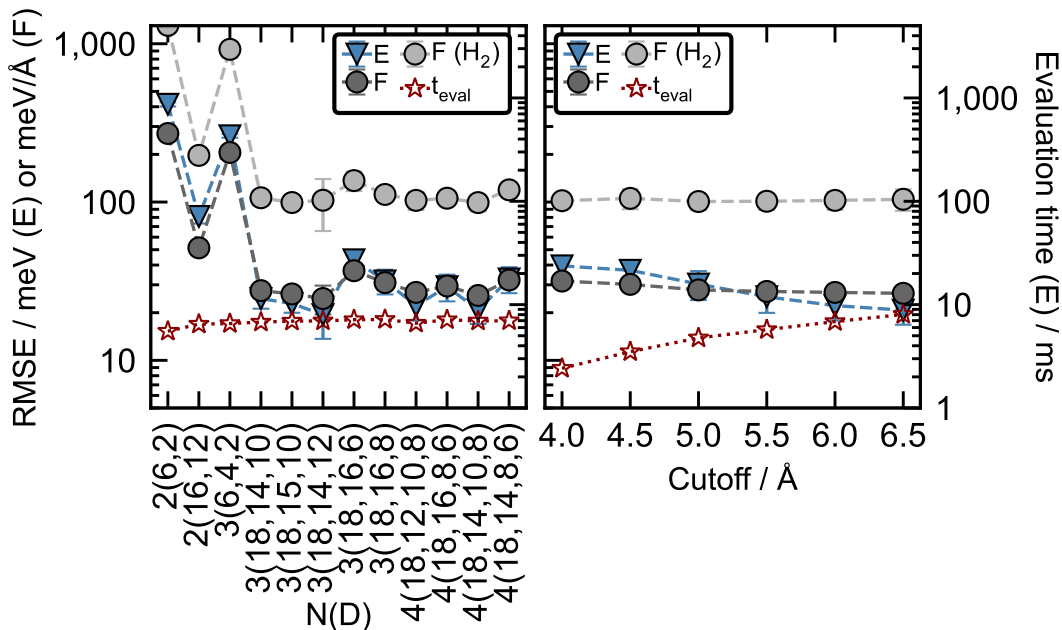 RMSE / meV (E) or meV/Å (F)
1,000
100
10
E
F (H2)
F
teval
E
F (H2)
F
teval
1,000
100
10
1
Evaluation time (E) / ms
2(6,2)
2(16,12)
3(6,4,2)
3(18,14,10)
3(18,15,10)
3(18,14,12)
3(18,16,6)
3(18,16,8)
4(18,12,10,8)
4(18,16,8,6)
4(18,14,10,8)
4(18,14,8,6)
N(D)
4.0 4.5 5.0 5.5 6.0 6.5
Cutoff / Å